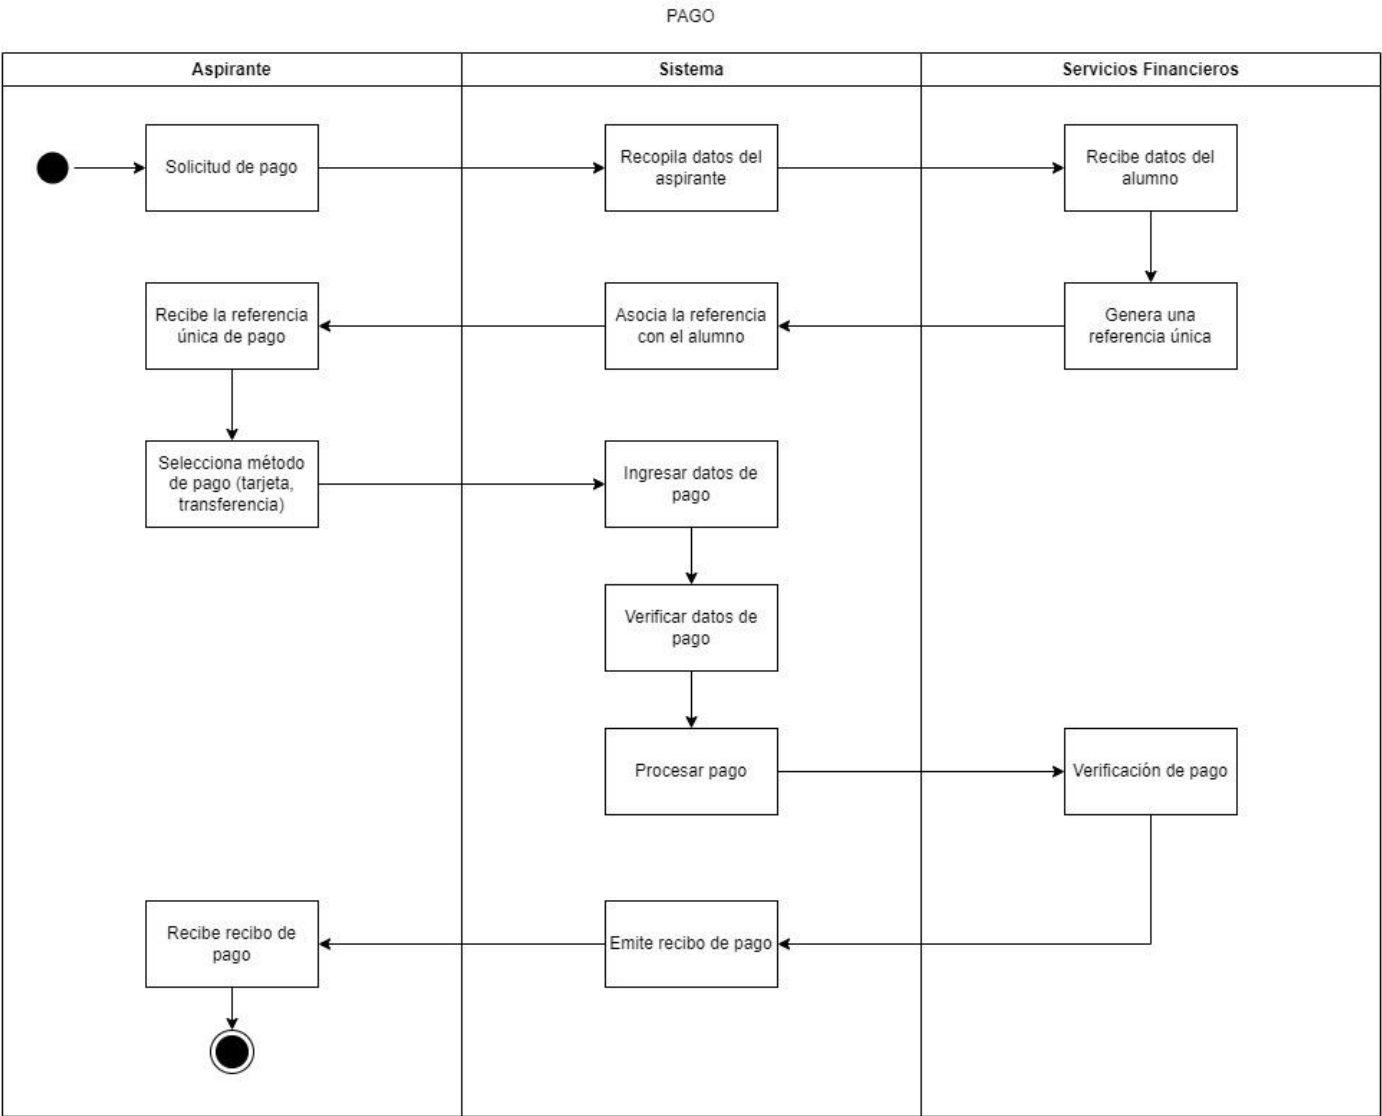 PAGO
Aspirante
Sistema
Servicios Financieros
Solicitud de pago
Recopila datos del
aspirante
Recibe datos del
alumno
Recibe la referencia
única de pago
Asocia la referencia
con el alumno
Genera una
referencia única
Selecciona método
de pago (tarjeta,
transferencia)
Ingresar datos de
pago
Verificar datos de
pago
Procesar pago
Verificación de pago
Recibe recibo de
pago
Emite recibo de pago